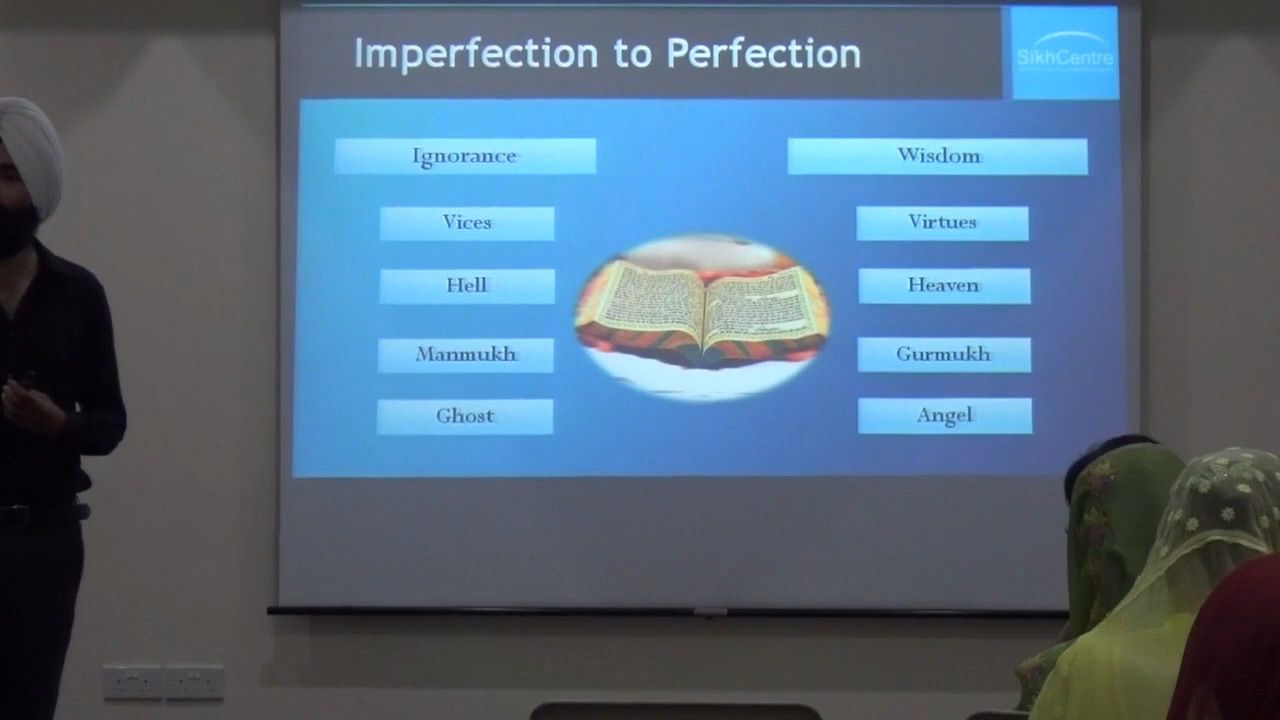 Imperfection to Perfection
SikhCentre
Ignorance
Wisdom
Vices
Virtues
Hell
Heaven
Manmukh
Gurmukh
Ghost
Angel